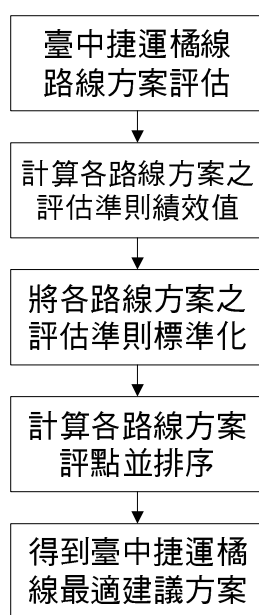 臺中捷運橘線
路線方案評估
計算各路線方案之
評估準則績效值
將各路線方案之
評估準則標準化
計算各路線方案
評點並排序
得到臺中捷運橘
線最適建議方案